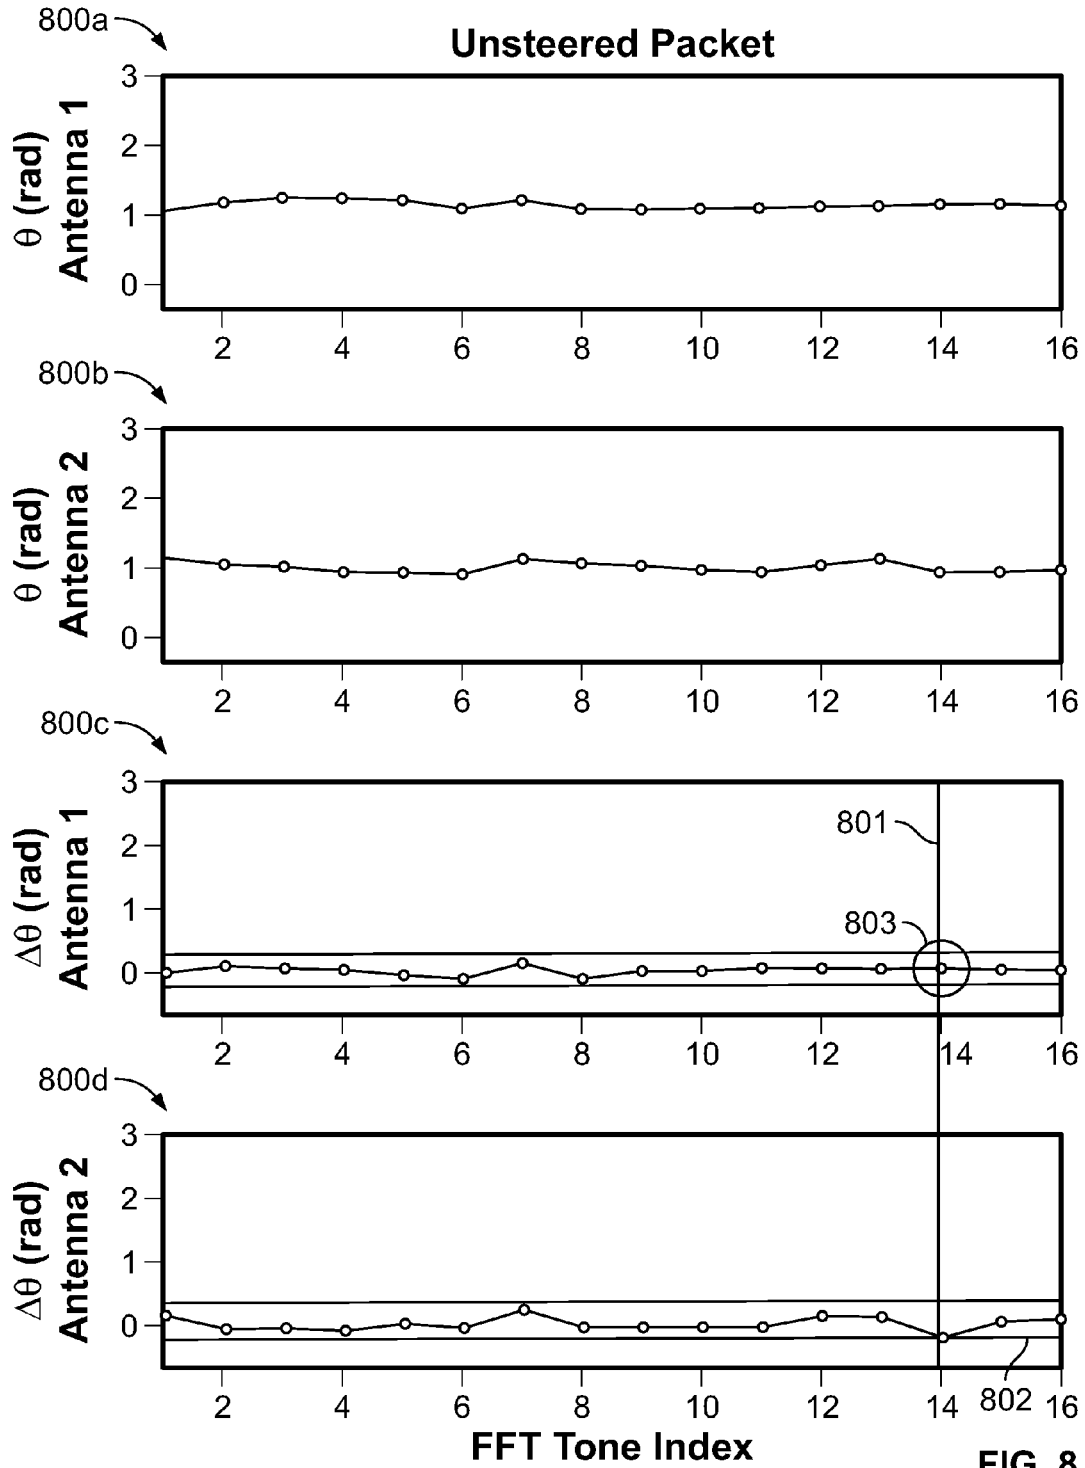 800a
Unsteered Packet
θ (rad)
Antenna 1
3
2
1
0
2 4 6 8 10 12 14 16
800b
θ (rad)
Antenna 2
3
2
1
0
2 4 6 8 10 12 14 16
800c
Δθ (rad)
Antenna 1
3
2
1
0
801
803
2 4 6 8 10 12 14 16
800d
Δθ (rad)
Antenna 2
3
2
1
0
2 4 6 8 10 12 14 802 16
FFT Tone Index
FIG. 8